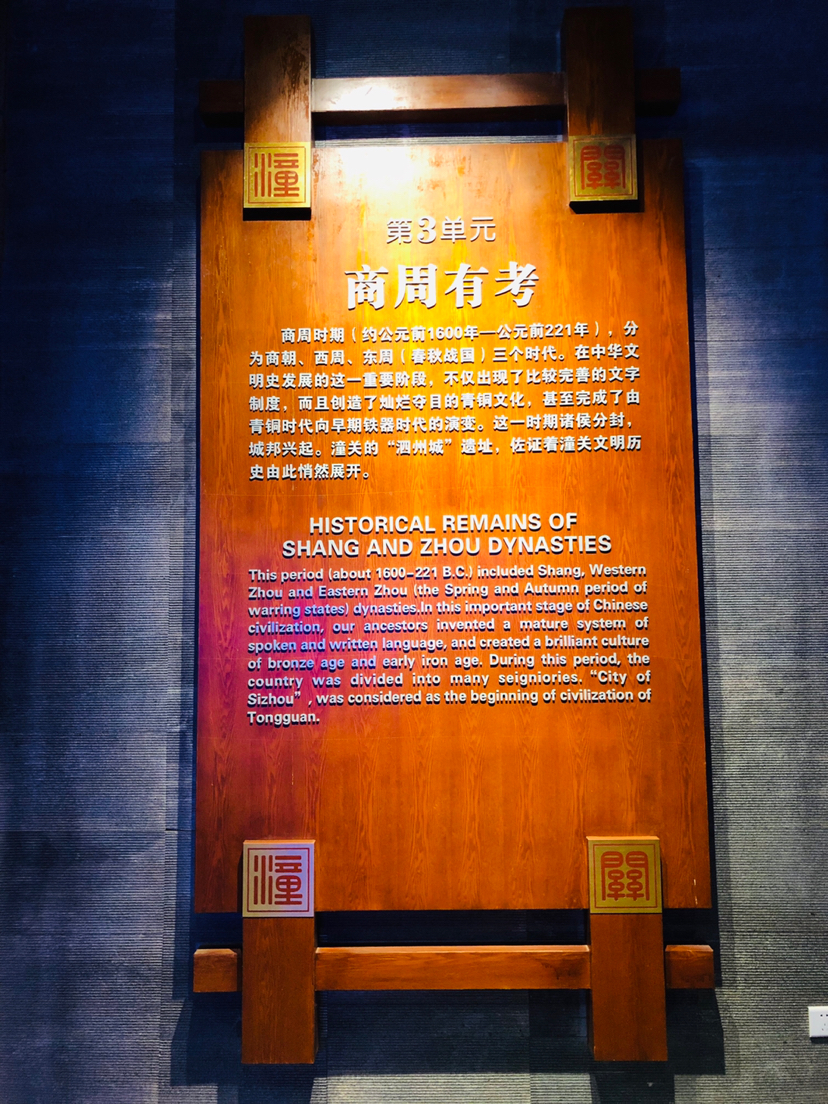 潼
關
第3单元
商周有考
商周时期（约公元前1600年—公元前221年），分
为商朝、西周、东周（春秋战国）三个时代。在中华文
明史发展的这一重要阶段，不仅出现了比较完善的文字
制度，而且创造了灿烂夺目的青铜文化，甚至完成了由
青铜时代向早期铁器时代的演变。这一时期诸侯分封，
城邦兴起。潼关的“泗州城”遗址，佐证着潼关文明历
史由此悄然展开。
HISTORICAL REMAINS OF
SHANG AND ZHOU DYNASTIES
This period (about 1600-221 B.C.) included Shang, Western
Zhou and Eastern Zhou (the Spring and Autumn period of
warring states) dynasties.In this important stage of Chinese
civilization, our ancestors invented a mature system of
spoken and written language, and created a brilliant culture
of bronze age and early iron age. During this period, the
country was divided into many seigniories. “City of
Sizhou”, was considered as the beginning of civilization of
Tongguan.
潼
關